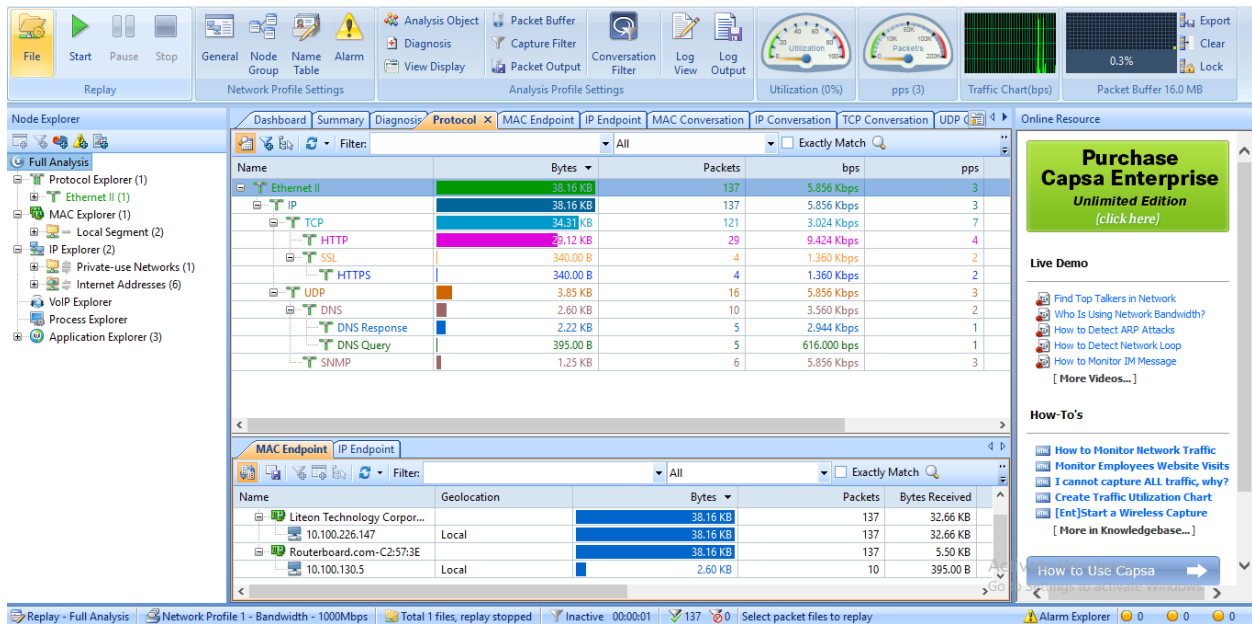 File Start Pause Stop
Replay
General Node Group Name Table Alarm
Network Profile Settings
Analysis Object Packet Buffer
Diagnosis Capture Filter
View Display Packet Output
Conversation Filter Log View Log Output
Analysis Profile Settings
Utilization
Utilization (0%)
Packet/s
pps (3)
Traffic Chart(bps)
0.3%
Export
Clear
Lock
Packet Buffer 16.0 MB
Node Explorer
Full Analysis
Protocol Explorer (1)
Ethernet II (1)
MAC Explorer (1)
Local Segment (2)
IP Explorer (2)
Private-use Networks (1)
Internet Addresses (6)
VoIP Explorer
Process Explorer
Application Explorer (3)
Dashboard Summary Diagnosis Protocol MAC Endpoint IP Endpoint MAC Conversation IP Conversation TCP Conversation UDP
Filter: All Exactly Match
Name Bytes Packets bps pps
Ethernet II 38.16 KB 137 5.856 Kbps 3
IP 38.16 KB 137 5.856 Kbps 3
TCP 34.31 KB 121 3.024 Kbps 7
HTTP 29.12 KB 29 9.424 Kbps 4
SSL 340.00 B 4 1.360 Kbps 2
HTTPS 340.00 B 4 1.360 Kbps 2
UDP 3.85 KB 16 5.856 Kbps 3
DNS 2.60 KB 10 3.560 Kbps 2
DNS Response 2.22 KB 5 2.944 Kbps 1
DNS Query 395.00 B 5 616.000 bps 1
SNMP 1.25 KB 6 5.856 Kbps 3
MAC Endpoint IP Endpoint
Filter: All Exactly Match
Name Geolocation Bytes Packets Bytes Received
Liteon Technology Corpor... 38.16 KB 137 32.66 KB
10.100.226.147 Local 38.16 KB 137 32.66 KB
Routerboard.com-C2:57:3E 38.16 KB 137 5.50 KB
10.100.130.5 Local 2.60 KB 10 395.00 B
Online Resource
Purchase
Capsa Enterprise
Unlimited Edition
(click here)
Live Demo
Find Top Talkers in Network
Who Is Using Network Bandwidth?
How to Detect ARP Attacks
How to Detect Network Loop
How to Monitor IM Message
[ More Videos... ]
How-To's
How to Monitor Network Traffic
Monitor Employees Website Visits
I cannot capture ALL traffic, why?
Create Traffic Utilization Chart
[Ent]Start a Wireless Capture
[ More in Knowledgebase... ]
How to Use Capsa
Go to Settings to activate Windows.
Replay - Full Analysis Network Profile 1 - Bandwidth - 1000Mbps Total 1 files, replay stopped Inactive 00:00:01 137 0 Select packet files to replay Alarm Explorer 0 0 0